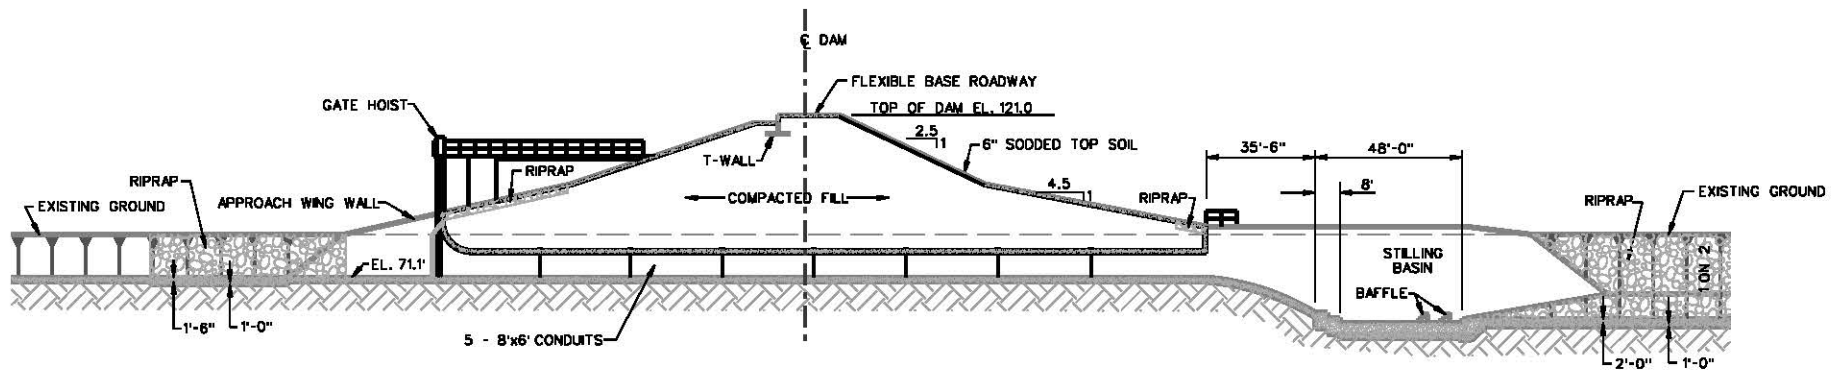 ℄ DAM
FLEXIBLE BASE ROADWAY
TOP OF DAM EL. 121.0
GATE HOIST
2.5
1
6" SODDED TOP SOIL
T-WALL
35'-6"
48'-0"
8'
RIPRAP
RIPRAP
4.5
1
RIPRAP
RIPRAP
EXISTING GROUND
EXISTING GROUND
APPROACH WING WALL
COMPACTED FILL
EL. 71.1'
STILLING
BASIN
1 ON 2
BAFFLE
1'-6"
1'-0"
5 - 8'x6' CONDUITS
2'-0"
1'-0"